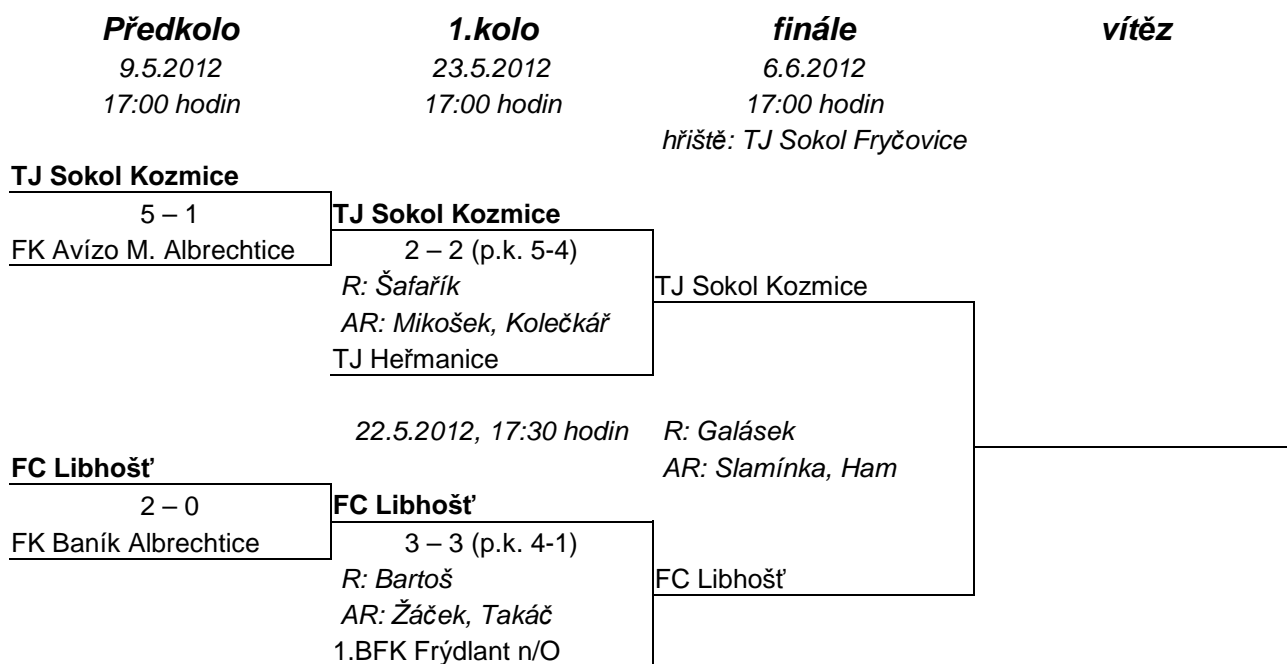 Předkolo 1.kolo finále vítěz
9.5.2012 23.5.2012 6.6.2012
17:00 hodin 17:00 hodin 17:00 hodin
hřiště: TJ Sokol Fryčovice
TJ Sokol Kozmice
5 – 1 TJ Sokol Kozmice
FK Avízo M. Albrechtice 2 – 2 (p.k. 5-4)
R: Šafařík TJ Sokol Kozmice
AR: Mikošek, Kolečkář
TJ Heřmanice
22.5.2012, 17:30 hodin R: Galásek
FC Libhošť AR: Slamínka, Ham
2 – 0 FC Libhošť
FK Baník Albrechtice 3 – 3 (p.k. 4-1)
R: Bartoš FC Libhošť
AR: Žáček, Takáč
1.BFK Frýdlant n/O